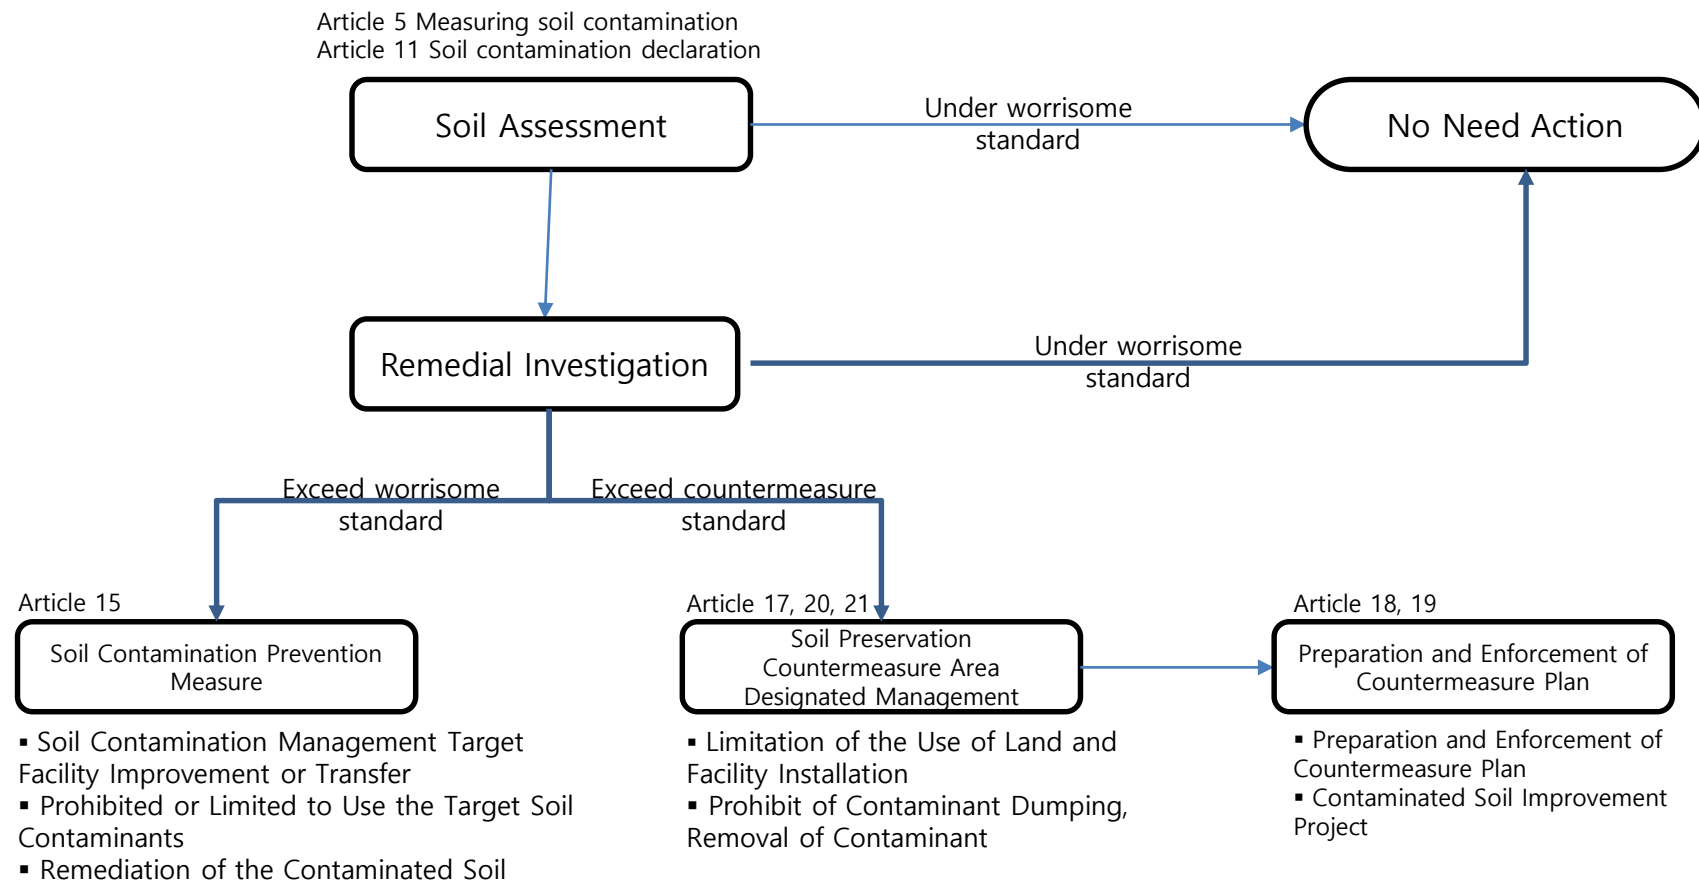 Article 5 Measuring soil contamination
Article 11 Soil contamination declaration
Soil Assessment
Under worrisome
standard
No Need Action
Remedial Investigation
Under worrisome
standard
Exceed worrisome
standard
Exceed countermeasure
standard
Article 15
Soil Contamination Prevention
Measure
▪ Soil Contamination Management Target
Facility Improvement or Transfer
▪ Prohibited or Limited to Use the Target Soil
Contaminants
▪ Remediation of the Contaminated Soil
Article 17, 20, 21
Soil Preservation
Countermeasure Area
Designated Management
▪ Limitation of the Use of Land and
Facility Installation
▪ Prohibit of Contaminant Dumping,
Removal of Contaminant
Article 18, 19
Preparation and Enforcement of
Countermeasure Plan
▪ Preparation and Enforcement of
Countermeasure Plan
▪ Contaminated Soil Improvement
Project